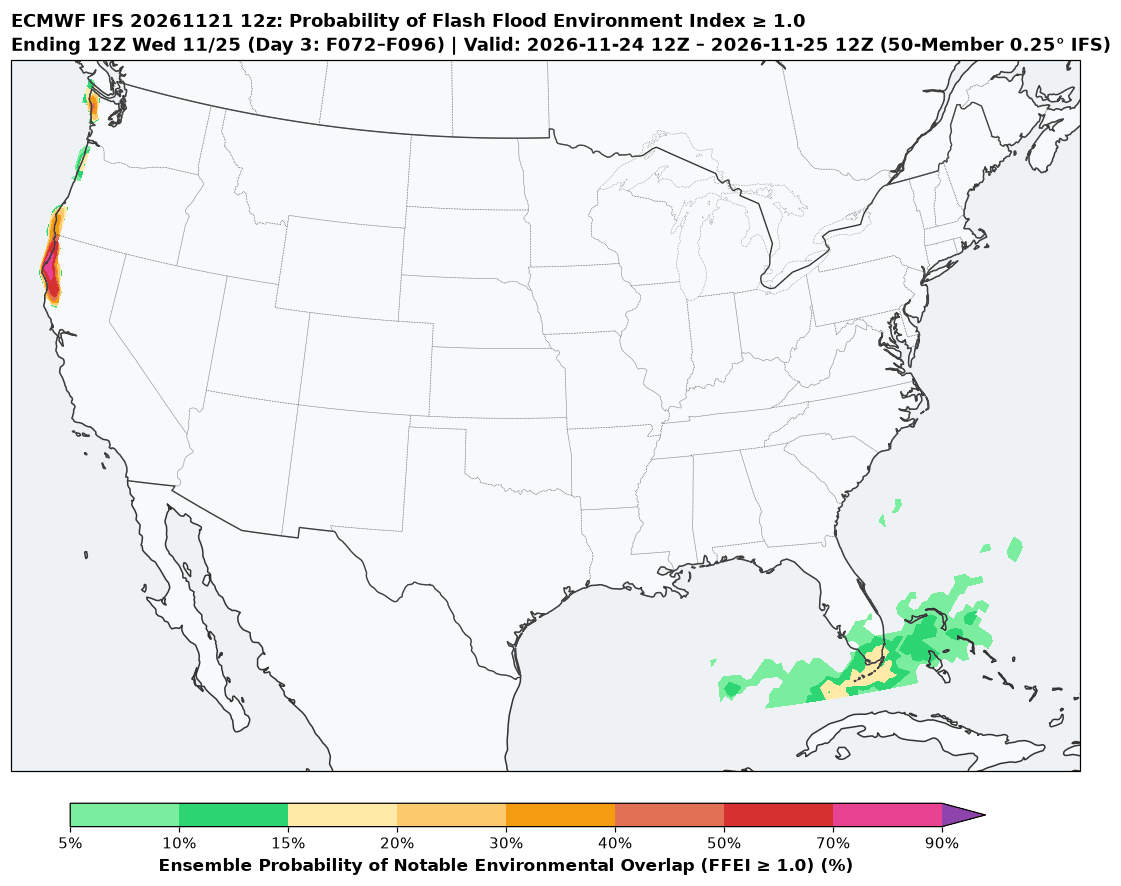 ECMWF IFS 20261121 12z: Probability of Flash Flood Environment Index ≥ 1.0
Ending 12Z Wed 11/25 (Day 3: F072–F096) | Valid: 2026-11-24 12Z – 2026-11-25 12Z (50-Member 0.25° IFS)
5% 10% 15% 20% 30% 40% 50% 70% 90%
Ensemble Probability of Notable Environmental Overlap (FFEI ≥ 1.0) (%)